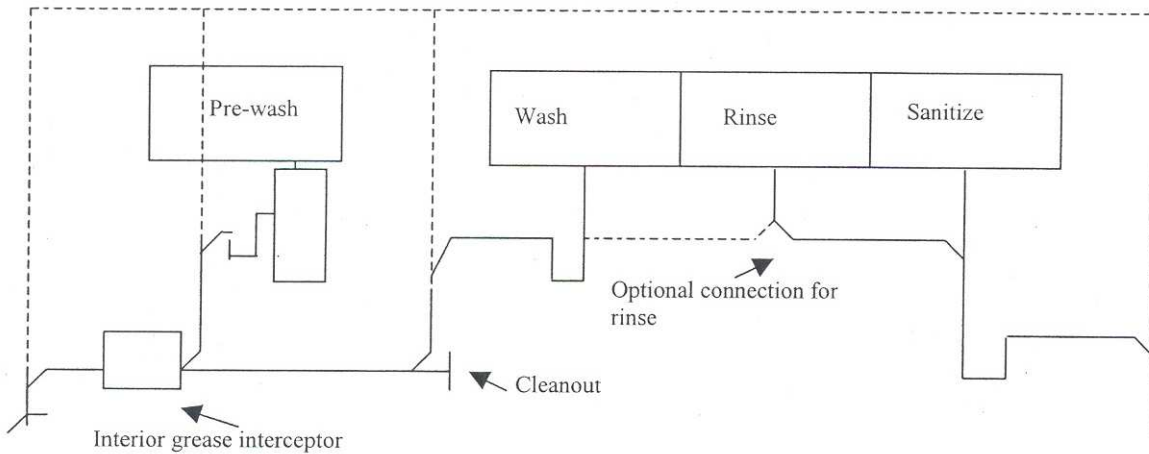 Pre-wash
Wash
Rinse
Sanitize
Optional connection for
rinse
Cleanout
Interior grease interceptor